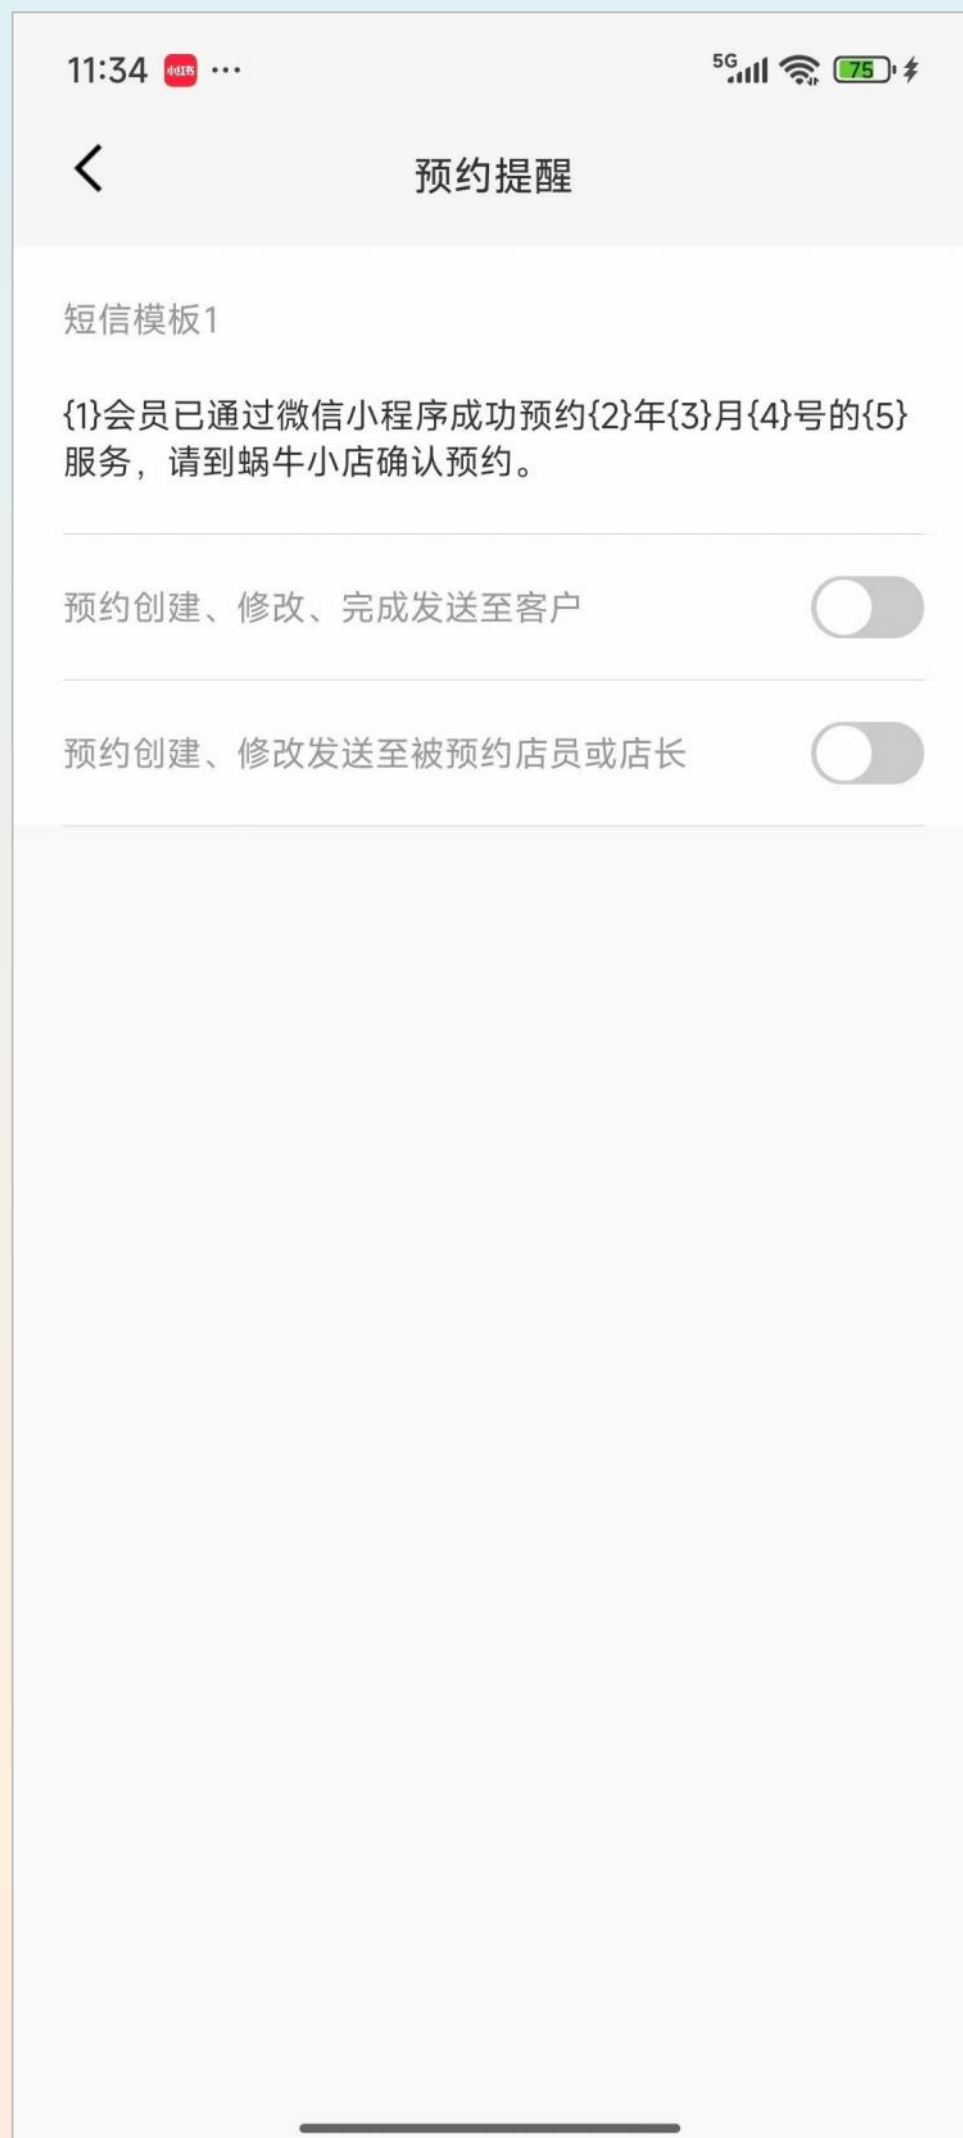 11:34 小红书 ··· 5G 75
预约提醒
短信模板1
{1}会员已通过微信小程序成功预约{2}年{3}月{4}号的{5}
服务，请到蜗牛小店确认预约。
预约创建、修改、完成发送至客户
预约创建、修改发送至被预约店员或店长